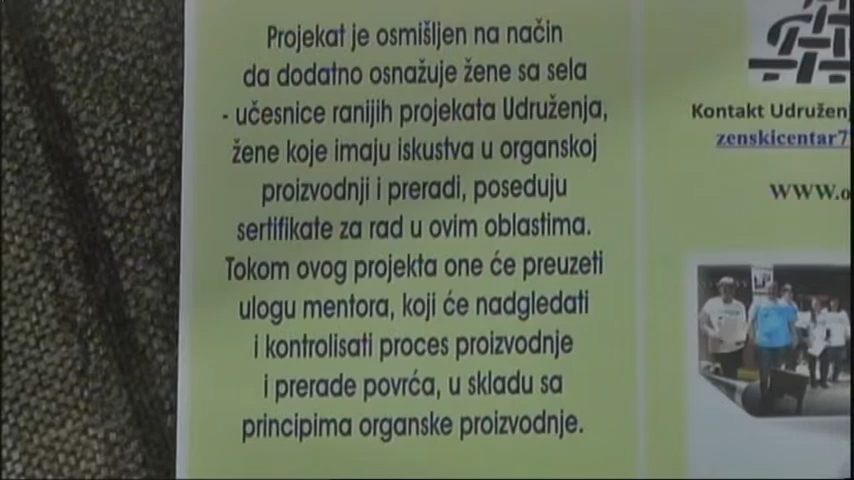 Projekat je osmišljen na način
da dodatno osnažuje žene sa sela
- učesnice ranijih projekata Udruženja,
žene koje imaju iskustva u organskoj
proizvodnji i preradi, poseduju
sertifikate za rad u ovim oblastima.
Tokom ovog projekta one će preuzeti
ulogu mentora, koji će nadgledati
i kontrolisati proces proizvodnje
i prerade povrća, u skladu sa
principima organske proizvodnje.
Kontakt Udruženj
zenskicentar7
WWW.o